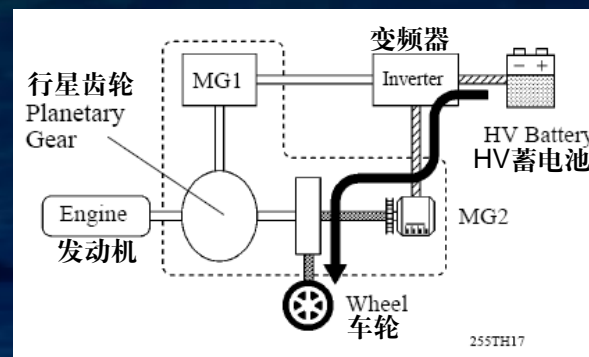 变频器
行星齿轮
Planetary
Gear
MG1
Inverter
− +
HV Battery
HV蓄电池
Engine
发动机
MG2
Wheel
车轮
255TH17